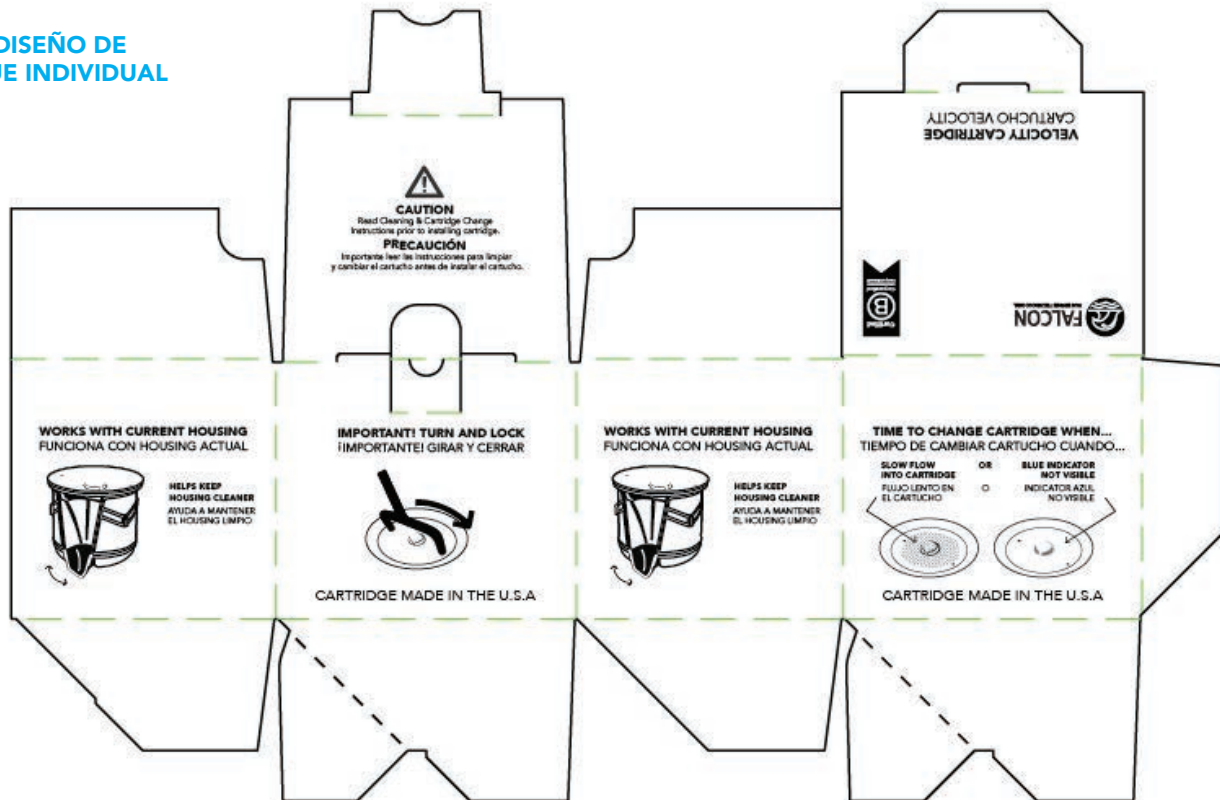 DISEÑO DE
UE INDIVIDUAL
CAUTION
Read Cleaning & Cartridge Change
Instructions prior to installing cartridge.
PRECAUCIÓN
Importante leer las instrucciones para limpiar
y cambiar el cartucho antes de instalar el cartucho.
VELOCITY CARTRIDGE
CARTUCHO VELOCITY
FALCON
Certified
B
Corporation
WORKS WITH CURRENT HOUSING
FUNCIONA CON HOUSING ACTUAL
HELPS KEEP
HOUSING CLEANER
AYUDA A MANTENER
EL HOUSING LIMPIO
IMPORTANT! TURN AND LOCK
¡IMPORTANTE! GIRAR Y CERRAR
CARTRIDGE MADE IN THE U.S.A
WORKS WITH CURRENT HOUSING
FUNCIONA CON HOUSING ACTUAL
HELPS KEEP
HOUSING CLEANER
AYUDA A MANTENER
EL HOUSING LIMPIO
TIME TO CHANGE CARTRIDGE WHEN...
TIEMPO DE CAMBIAR CARTUCHO CUANDO...
SLOW FLOW OR BLUE INDICATOR
INTO CARTRIDGE NOT VISIBLE
FLUJO LENTO EN O INDICATOR AZUL
EL CARTUCHO NO VISIBLE
CARTRIDGE MADE IN THE U.S.A